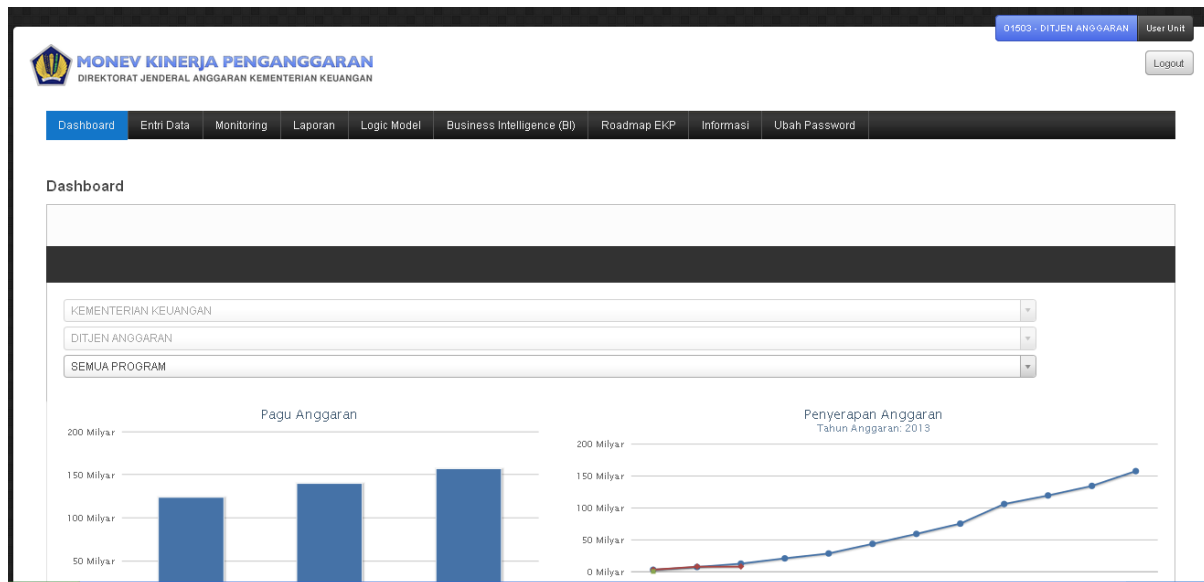 01503 - DITJEN ANGGARAN User Unit
MONEV KINERJA PENGANGGARAN
DIREKTORAT JENDERAL ANGGARAN KEMENTERIAN KEUANGAN
Logout
Dashboard Entri Data Monitoring Laporan Logic Model Business Intelligence (BI) Roadmap EKP Informasi Ubah Password
Dashboard
KEMENTERIAN KEUANGAN
DITJEN ANGGARAN
SEMUA PROGRAM
Pagu Anggaran
200 Milyar
150 Milyar
100 Milyar
50 Milyar
Penyerapan Anggaran
Tahun Anggaran: 2013
200 Milyar
150 Milyar
100 Milyar
50 Milyar
0 Milyar